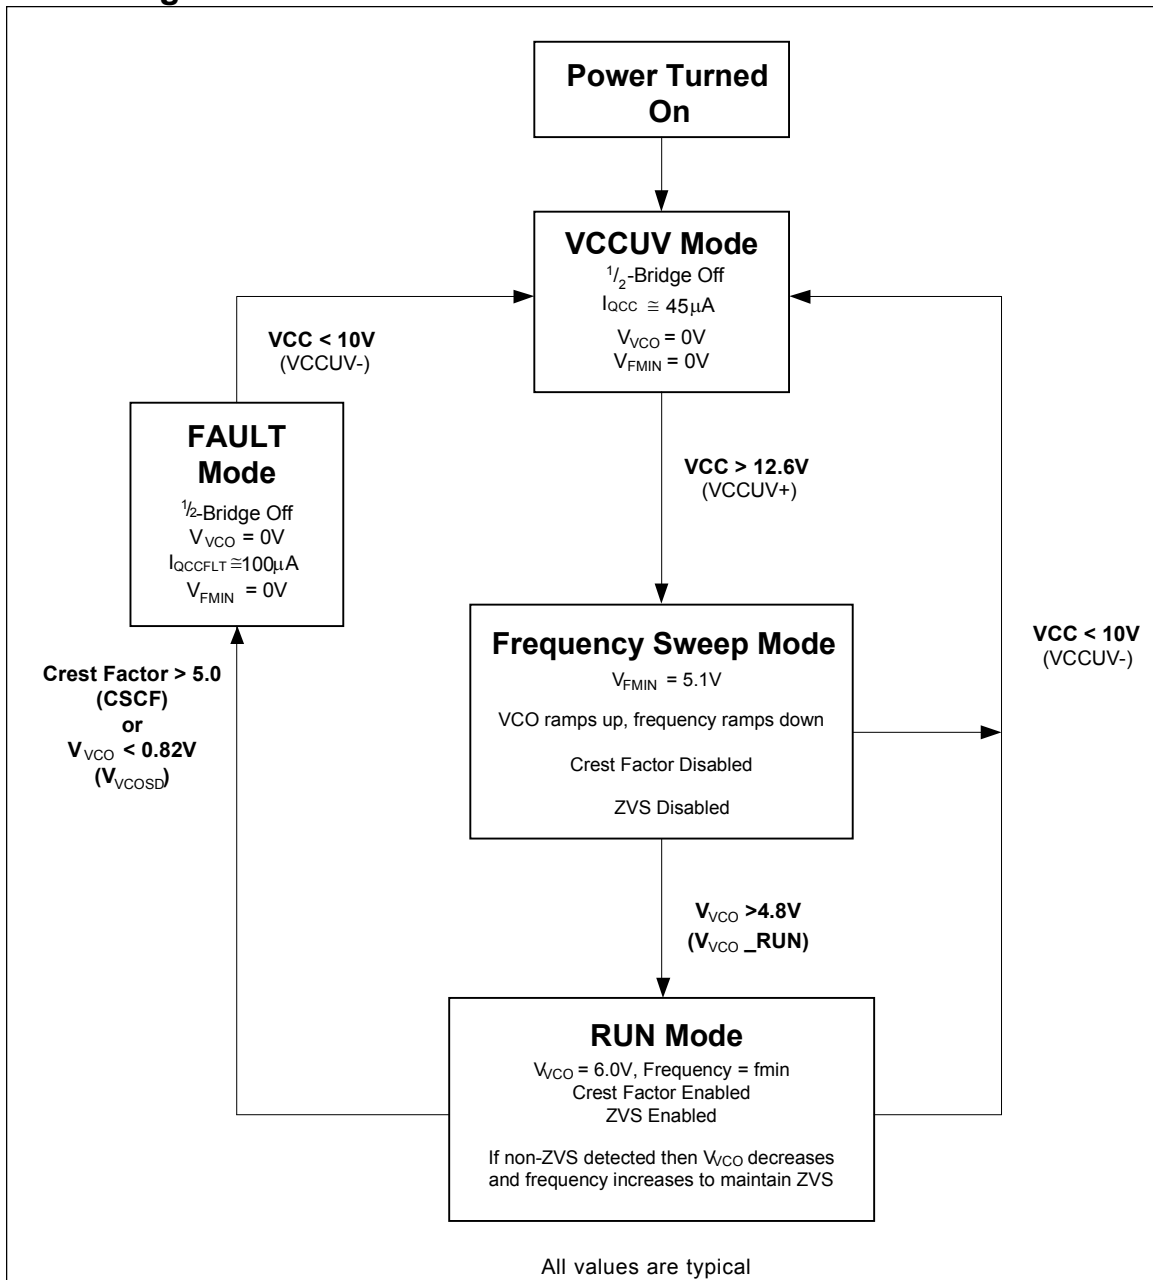 Power Turned
On
VCCUV Mode
1/2-Bridge Off
IQCC ≅ 45μA
VVCO = 0V
VFMIN = 0V
VCC < 10V
(VCCUV-)
FAULT
Mode
1/2-Bridge Off
VVCO = 0V
IQCCFLT ≅100μA
VFMIN = 0V
VCC > 12.6V
(VCCUV+)
Frequency Sweep Mode
VFMIN = 5.1V
VCO ramps up, frequency ramps down
Crest Factor Disabled
ZVS Disabled
VCC < 10V
(VCCUV-)
Crest Factor > 5.0
(CSCF)
or
VVCO < 0.82V
(VVCOSD)
VVCO >4.8V
(VVCO _RUN)
RUN Mode
VVCO = 6.0V, Frequency = fmin
Crest Factor Enabled
ZVS Enabled
If non-ZVS detected then VVCO decreases
and frequency increases to maintain ZVS
All values are typical